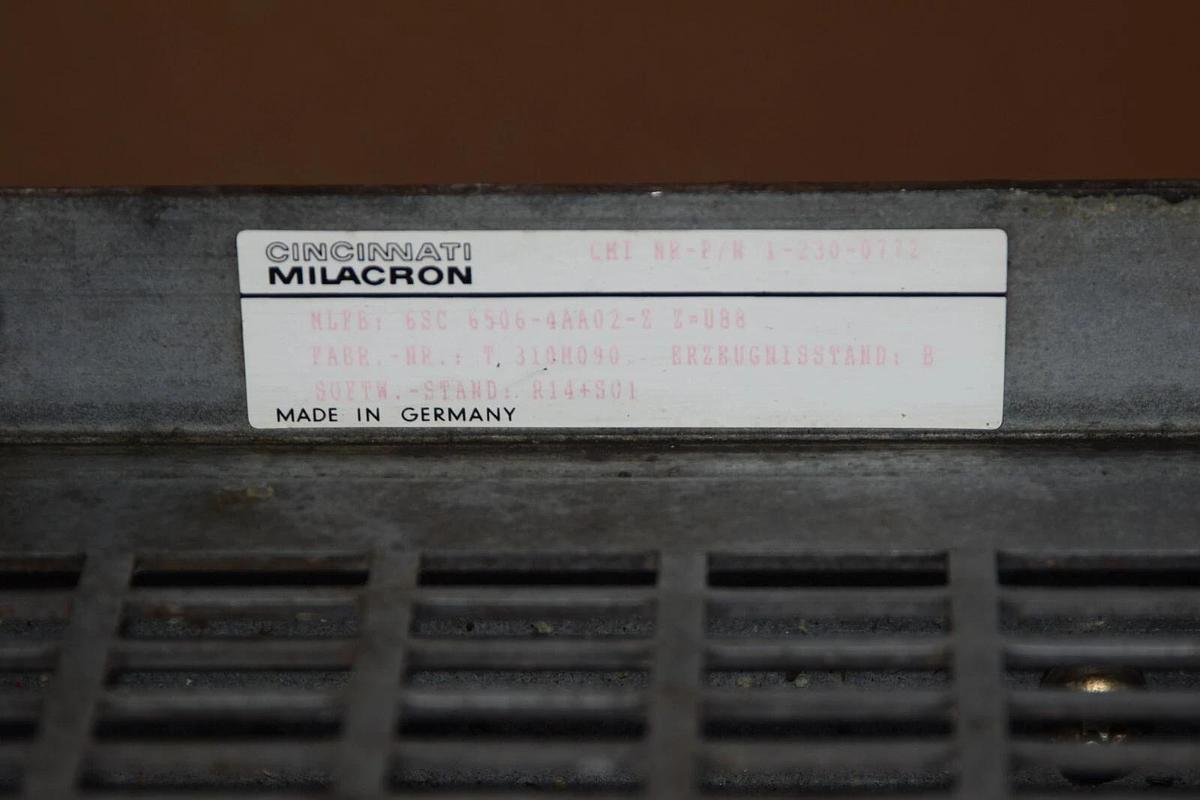 CINCINNATI
MILACRON
CMI NR-P/N 1-230-0772
MLFB: 6SC 6506-4AA02-Z Z=U88
FABR.-NR.: T 310M090 ERZEUGNISSTAND: B
SOFTW.-STAND: R14+S01
MADE IN GERMANY